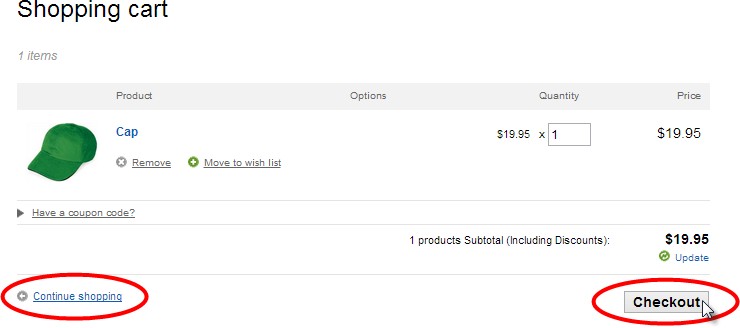 Shopping cart
1 items
Product Options Quantity Price
Cap $19.95 x 1 $19.95
Remove Move to wish list
Have a coupon code?
1 products Subtotal (Including Discounts): $19.95
Update
Continue shopping Checkout